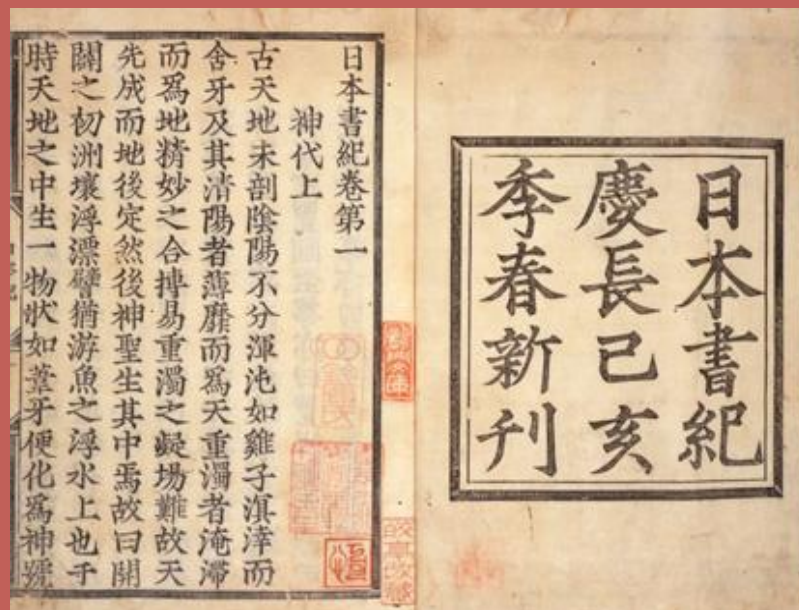 日本書紀
慶長己亥
季春新刊
日本書紀卷第一
神代上
古天地未剖陰陽不分渾沌如雞子溟涬而
含牙及其清陽者薄靡而爲天重濁者淹滯
而爲地精妙之合搏易重濁之凝場難故天
先成而地後定然後神聖生其中焉故曰開
闢之初洲壤浮漂譬猶游魚之浮水上也于
時天地之中生一物狀如葦牙便化爲神號